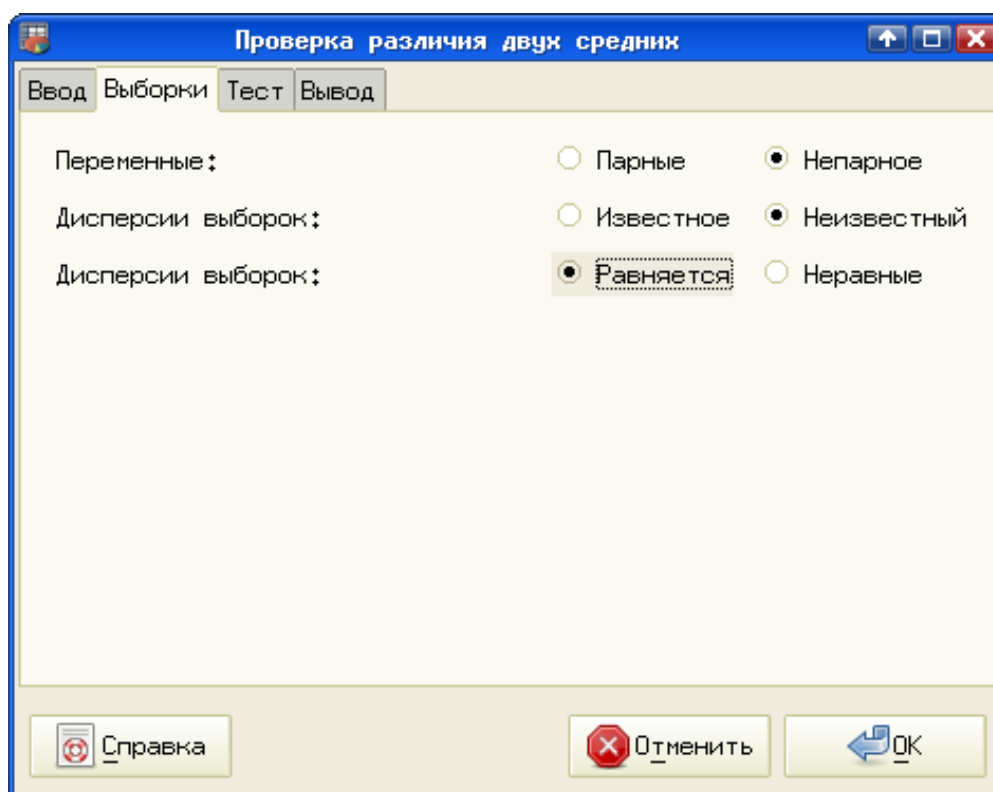 Проверка различия двух средних
Ввод Выборки Тест Вывод
Переменные: Парные Непарное
Дисперсии выборок: Известное Неизвестный
Дисперсии выборок: Равняется Неравные
Справка Отменить OK